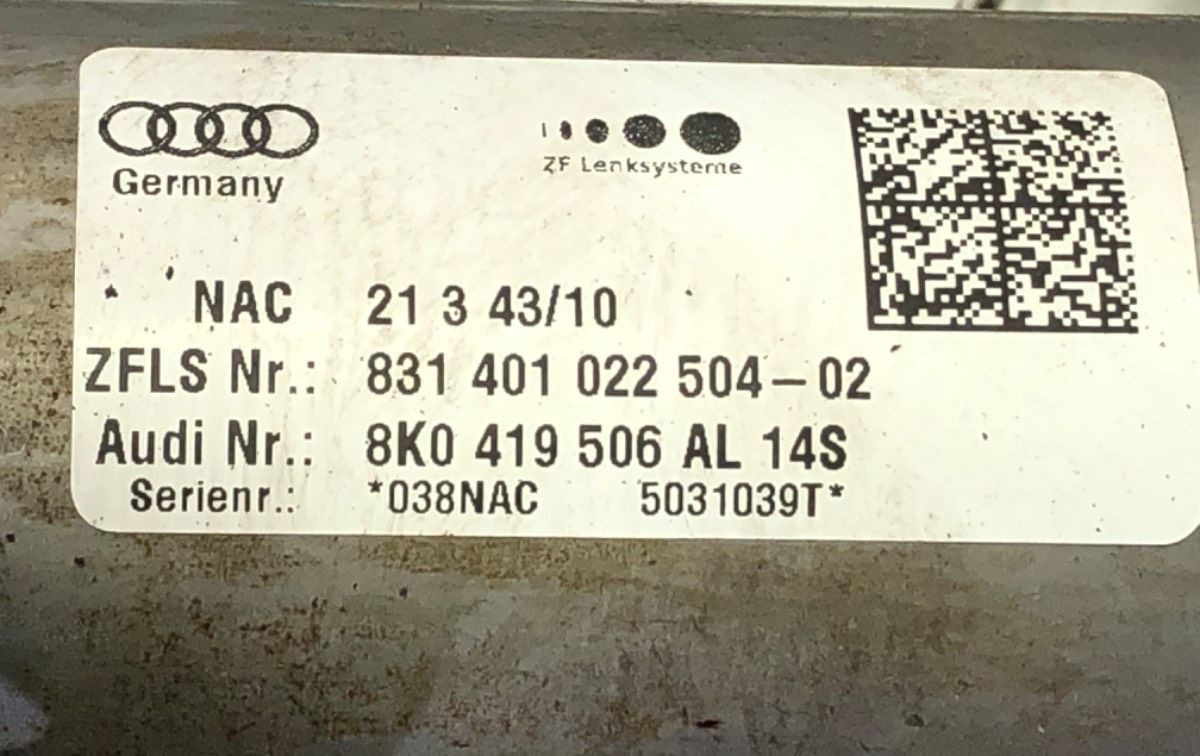 Germany
ZF Lenksysteme
NAC 21 3 43/10
ZFLS Nr.: 831 401 022 504-02
Audi Nr.: 8K0 419 506 AL 14S
Serienr.: *038NAC 5031039T*